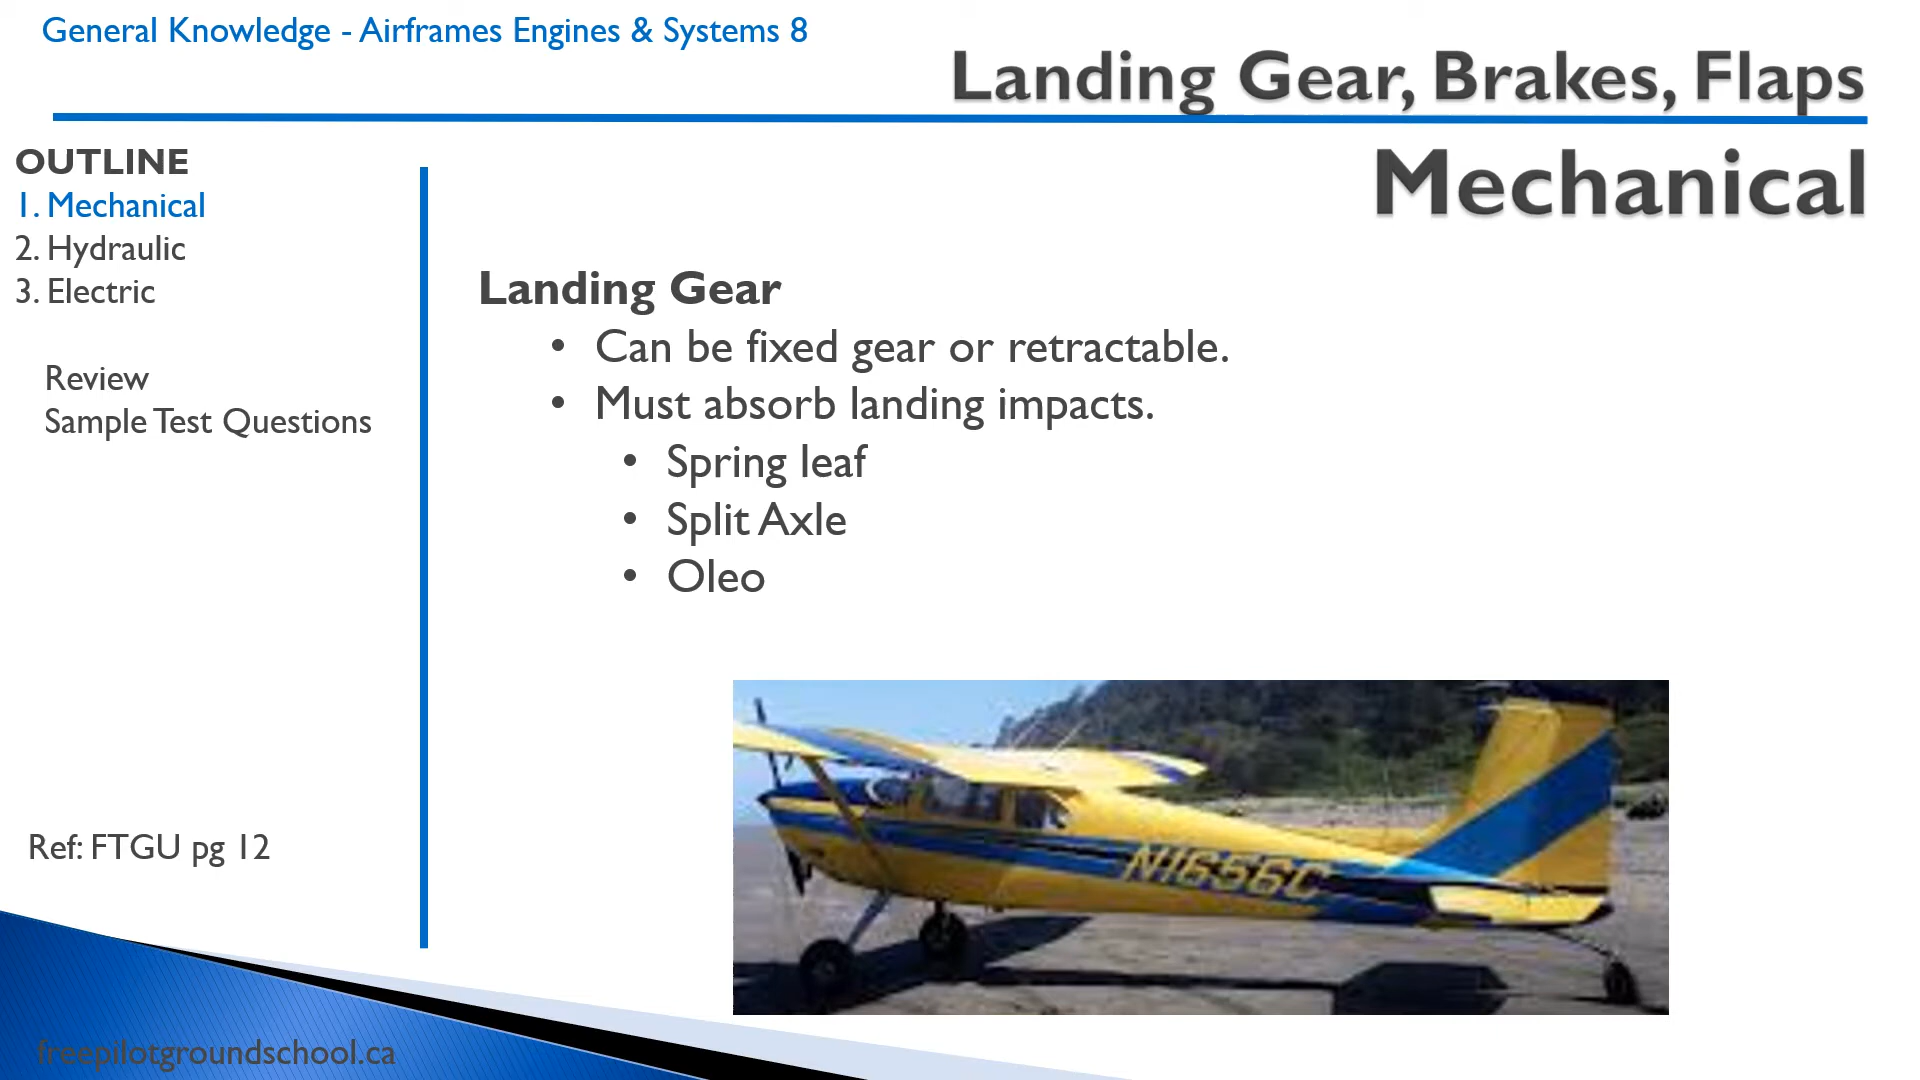 General Knowledge - Airframes Engines & Systems 8
Landing Gear, Brakes, Flaps
Mechanical
OUTLINE
1. Mechanical
2. Hydraulic
3. Electric
Review
Sample Test Questions
Ref: FTGU pg 12
Landing Gear
• Can be fixed gear or retractable.
• Must absorb landing impacts.
• Spring leaf
• Split Axle
• Oleo
N1656C
freepilotgroundschool.ca